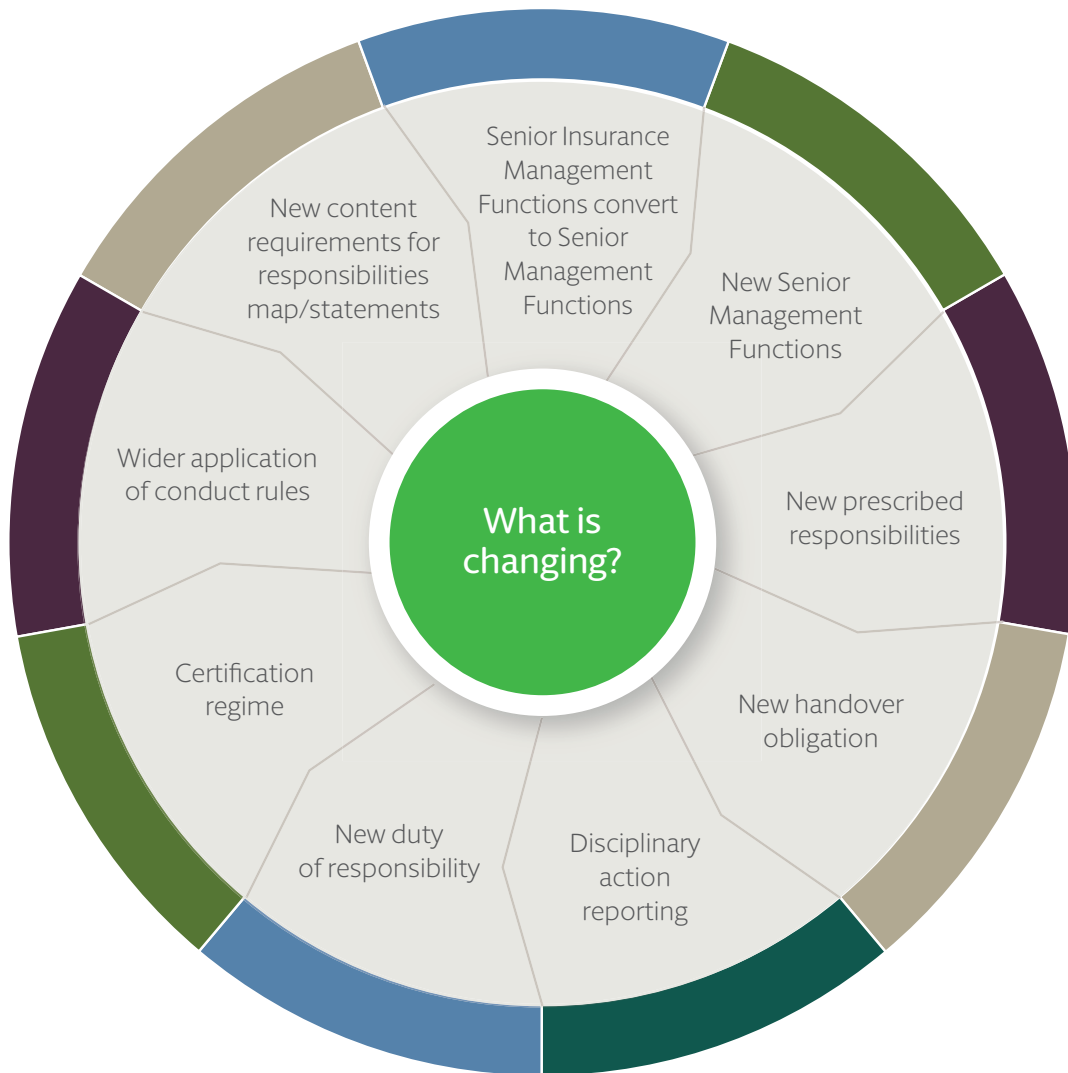 Senior Insurance
Management
Functions convert
to Senior
Management
Functions
New Senior
Management
Functions
New prescribed
responsibilities
New handover
obligation
Disciplinary
action
reporting
New duty
of responsibility
Certification
regime
Wider application
of conduct rules
New content
requirements for
responsibilities
map/statements
What is
changing?